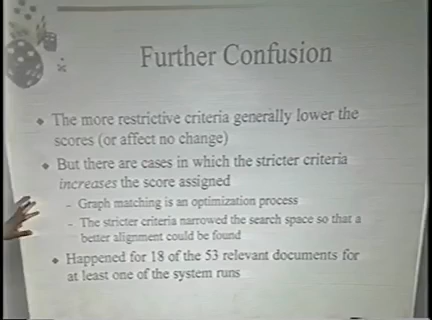 Further Confusion
◆ The more restrictive criteria generally lower the
scores (or affect no change)
◆ But there are cases in which the stricter criteria
increases the score assigned
– Graph matching is an optimization process
– The stricter criteria narrowed the search space so that a
better alignment could be found
◆ Happened for 18 of the 53 relevant documents for
at least one of the system runs